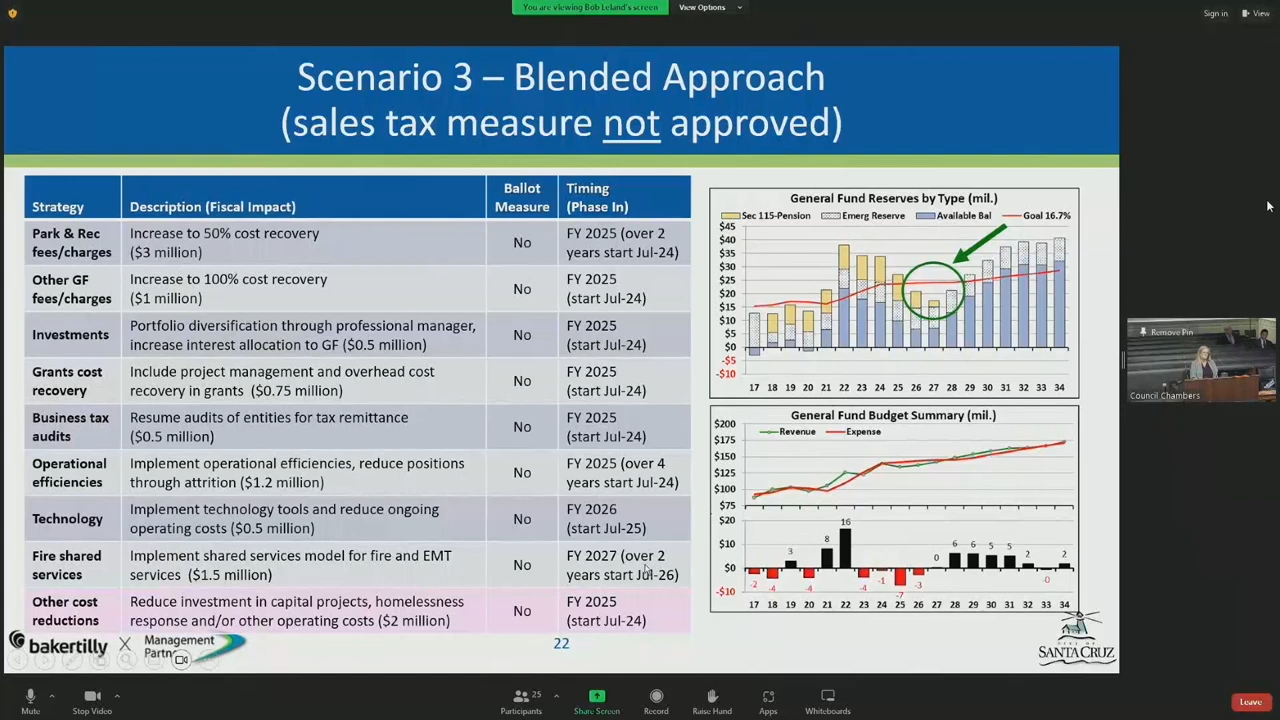 You are viewing Bob Leland's screen
View Options
Sign in
View
Scenario 3 – Blended Approach
(sales tax measure not approved)
Strategy
Description (Fiscal Impact)
Ballot
Measure
Timing
(Phase In)
Park & Rec
fees/charges
Increase to 50% cost recovery
($3 million)
No
FY 2025 (over 2
years start Jul-24)
Other GF
fees/charges
Increase to 100% cost recovery
($1 million)
No
FY 2025
(start Jul-24)
Investments
Portfolio diversification through professional manager,
increase interest allocation to GF ($0.5 million)
No
FY 2025
(start Jul-24)
Grants cost
recovery
Include project management and overhead cost
recovery in grants ($0.75 million)
No
FY 2025
(start Jul-24)
Business tax
audits
Resume audits of entities for tax remittance
($0.5 million)
No
FY 2025
(start Jul-24)
Operational
efficiencies
Implement operational efficiencies, reduce positions
through attrition ($1.2 million)
No
FY 2025 (over 4
years start Jul-24)
Technology
Implement technology tools and reduce ongoing
operating costs ($0.5 million)
No
FY 2026
(start Jul-25)
Fire shared
services
Implement shared services model for fire and EMT
services ($1.5 million)
No
FY 2027 (over 2
years start Jul-26)
Other cost
reductions
Reduce investment in capital projects, homelessness
response and/or other operating costs ($2 million)
No
FY 2025
(start Jul-24)
General Fund Reserves by Type (mil.)
Sec 115-Pension Emerg Reserve Available Bal Goal 16.7%
$45
$40
$35
$30
$25
$20
$15
$10
$5
$0
-$5
-$10
17 18 19 20 21 22 23 24 25 26 27 28 29 30 31 32 33 34
General Fund Budget Summary (mil.)
Revenue Expense
$200
$175
$150
$125
$100
$75
$20
$10
$0
-$10
-2 -4 3 -4 8 16 -4 -1 -7 -3 0 6 6 5 5 2 -0 2
17 18 19 20 21 22 23 24 25 26 27 28 29 30 31 32 33 34
bakertilly
X
Management
22
CITY OF
SANTA CRUZ
Remove Pin
Council Chambers
Mute
Stop Video
25
Participants
Share Screen
Record
Raise Hand
Apps
Whiteboards
Leave